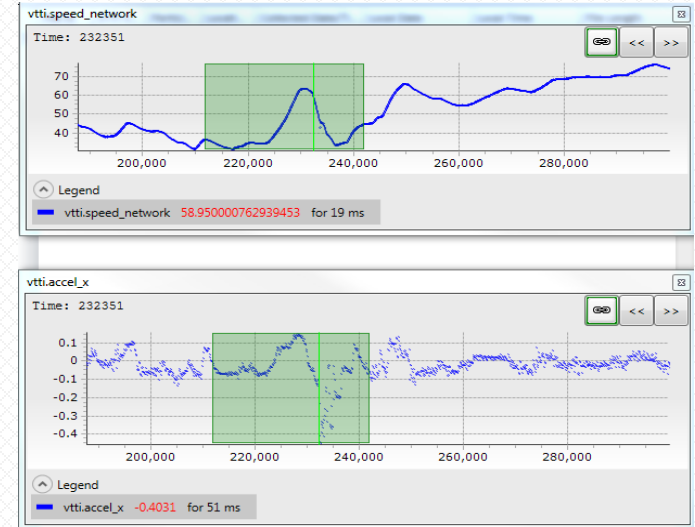 vtti.speed_network
Time: 232351
<< >>
70
60
50
40
200,000 220,000 240,000 260,000 280,000
Legend
vtti.speed_network 58.950000762939453 for 19 ms
vtti.accel_x
Time: 232351
<< >>
0.1
0
-0.1
-0.2
-0.3
-0.4
200,000 220,000 240,000 260,000 280,000
Legend
vtti.accel_x -0.4031 for 51 ms